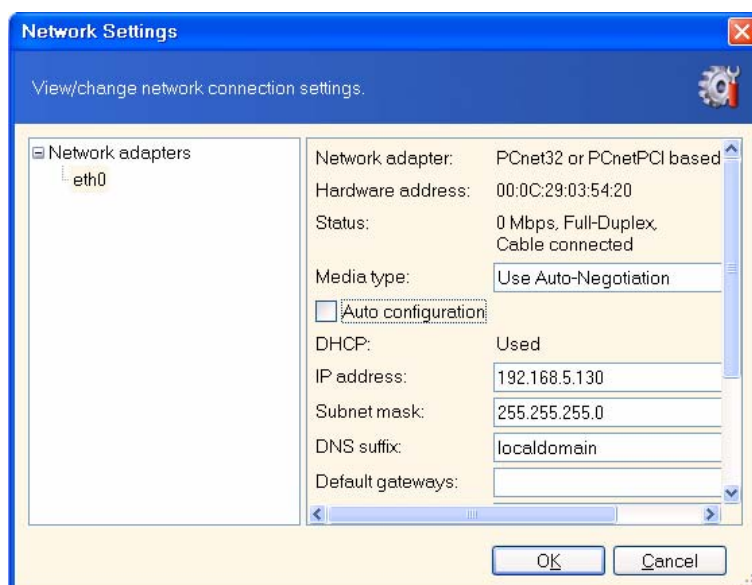 Network Settings
View/change network connection settings.
Network adapters
eth0
Network adapter: PCnet32 or PCnetPCI based
Hardware address: 00:0C:29:03:54:20
Status: 0 Mbps, Full-Duplex,
Cable connected
Media type: Use Auto-Negotiation
Auto configuration
DHCP: Used
IP address: 192.168.5.130
Subnet mask: 255.255.255.0
DNS suffix: localdomain
Default gateways:
OK Cancel